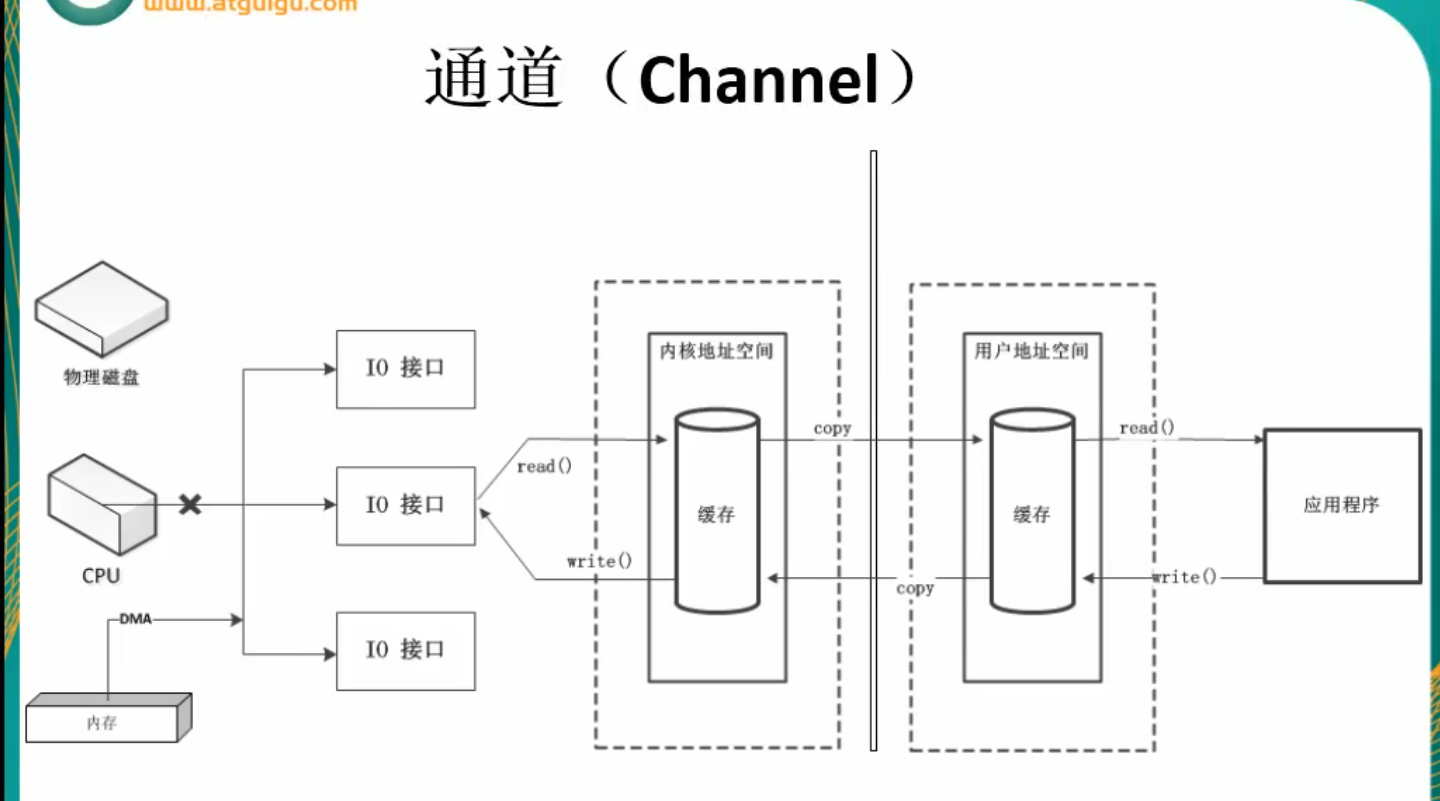 www.atguigu.com
通道（Channel）
物理磁盘
CPU
DMA
内存
IO 接口
IO 接口
IO 接口
read()
write()
内核地址空间
缓存
copy
copy
用户地址空间
缓存
read()
write()
应用程序